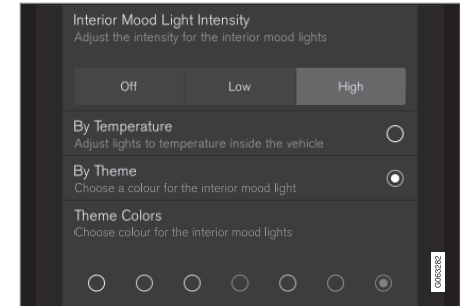 Interior Mood Light Intensity
Adjust the intensity for the interior mood lights
Off Low High
By Temperature
Adjust lights to temperature inside the vehicle
By Theme
Choose a colour for the interior mood light
Theme Colors
Choose colour for the interior mood lights
G063282